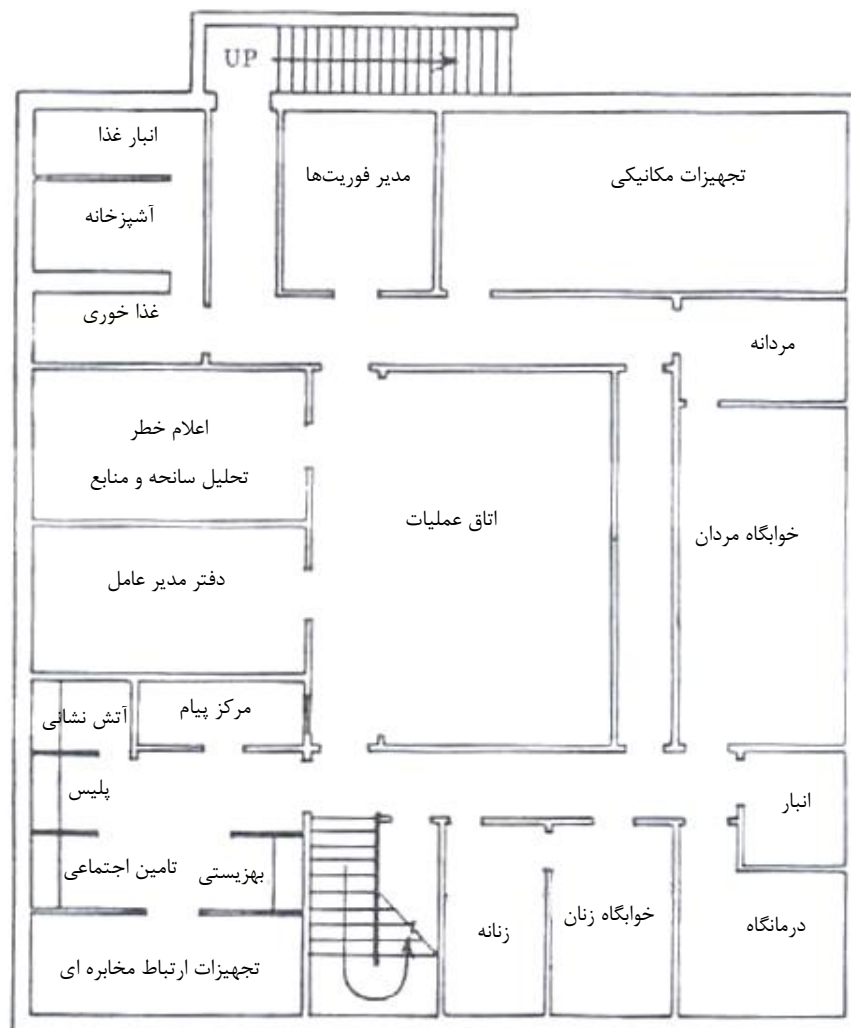 UP
انبار غذا
مدیر فوریت‌ها
تجهیزات مکانیکی
آشپزخانه
غذا خوری
مردانه
اعلام خطر
تحلیل سانحه و منابع
اتاق عملیات
خوابگاه مردان
دفتر مدیر عامل
مرکز پیام
آتش نشانی
پلیس
انبار
تامین اجتماعی
بهزیستی
خوابگاه زنان
زنانه
درمانگاه
تجهیزات ارتباط مخابره ای